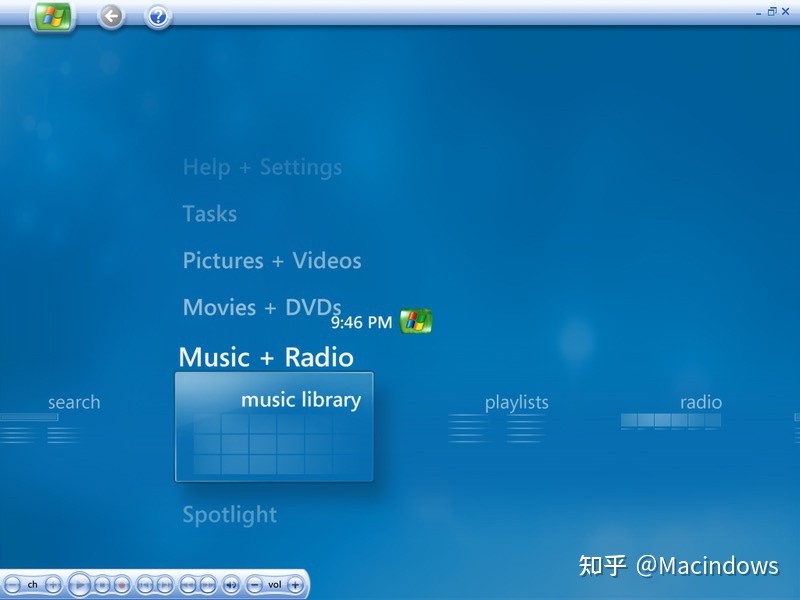 Help + Settings
Tasks
Pictures + Videos
Movies + DVDs
9:46 PM
Music + Radio
music library
search
playlists
radio
Spotlight
知乎 @Macindows
ch
vol